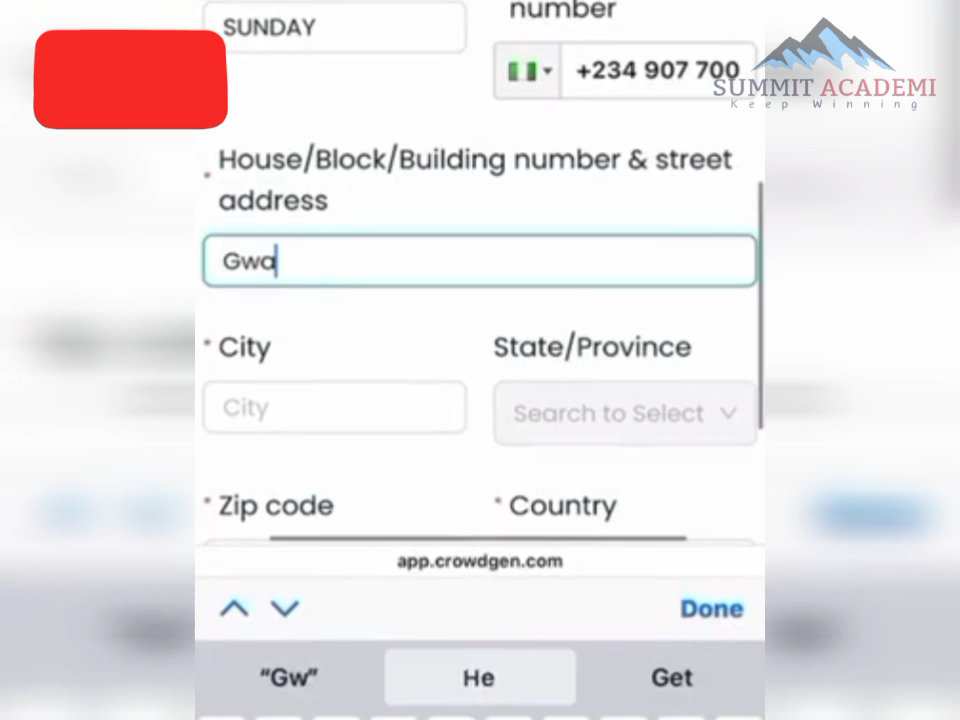 number
SUNDAY
+234 907 700
SUMMIT ACADEMI
Keep Winning
House/Block/Building number & street
address
Gwa
City
State/Province
City
Search to Select
* Zip code
* Country
app.crowdgen.com
Done
“Gw”
He
Get